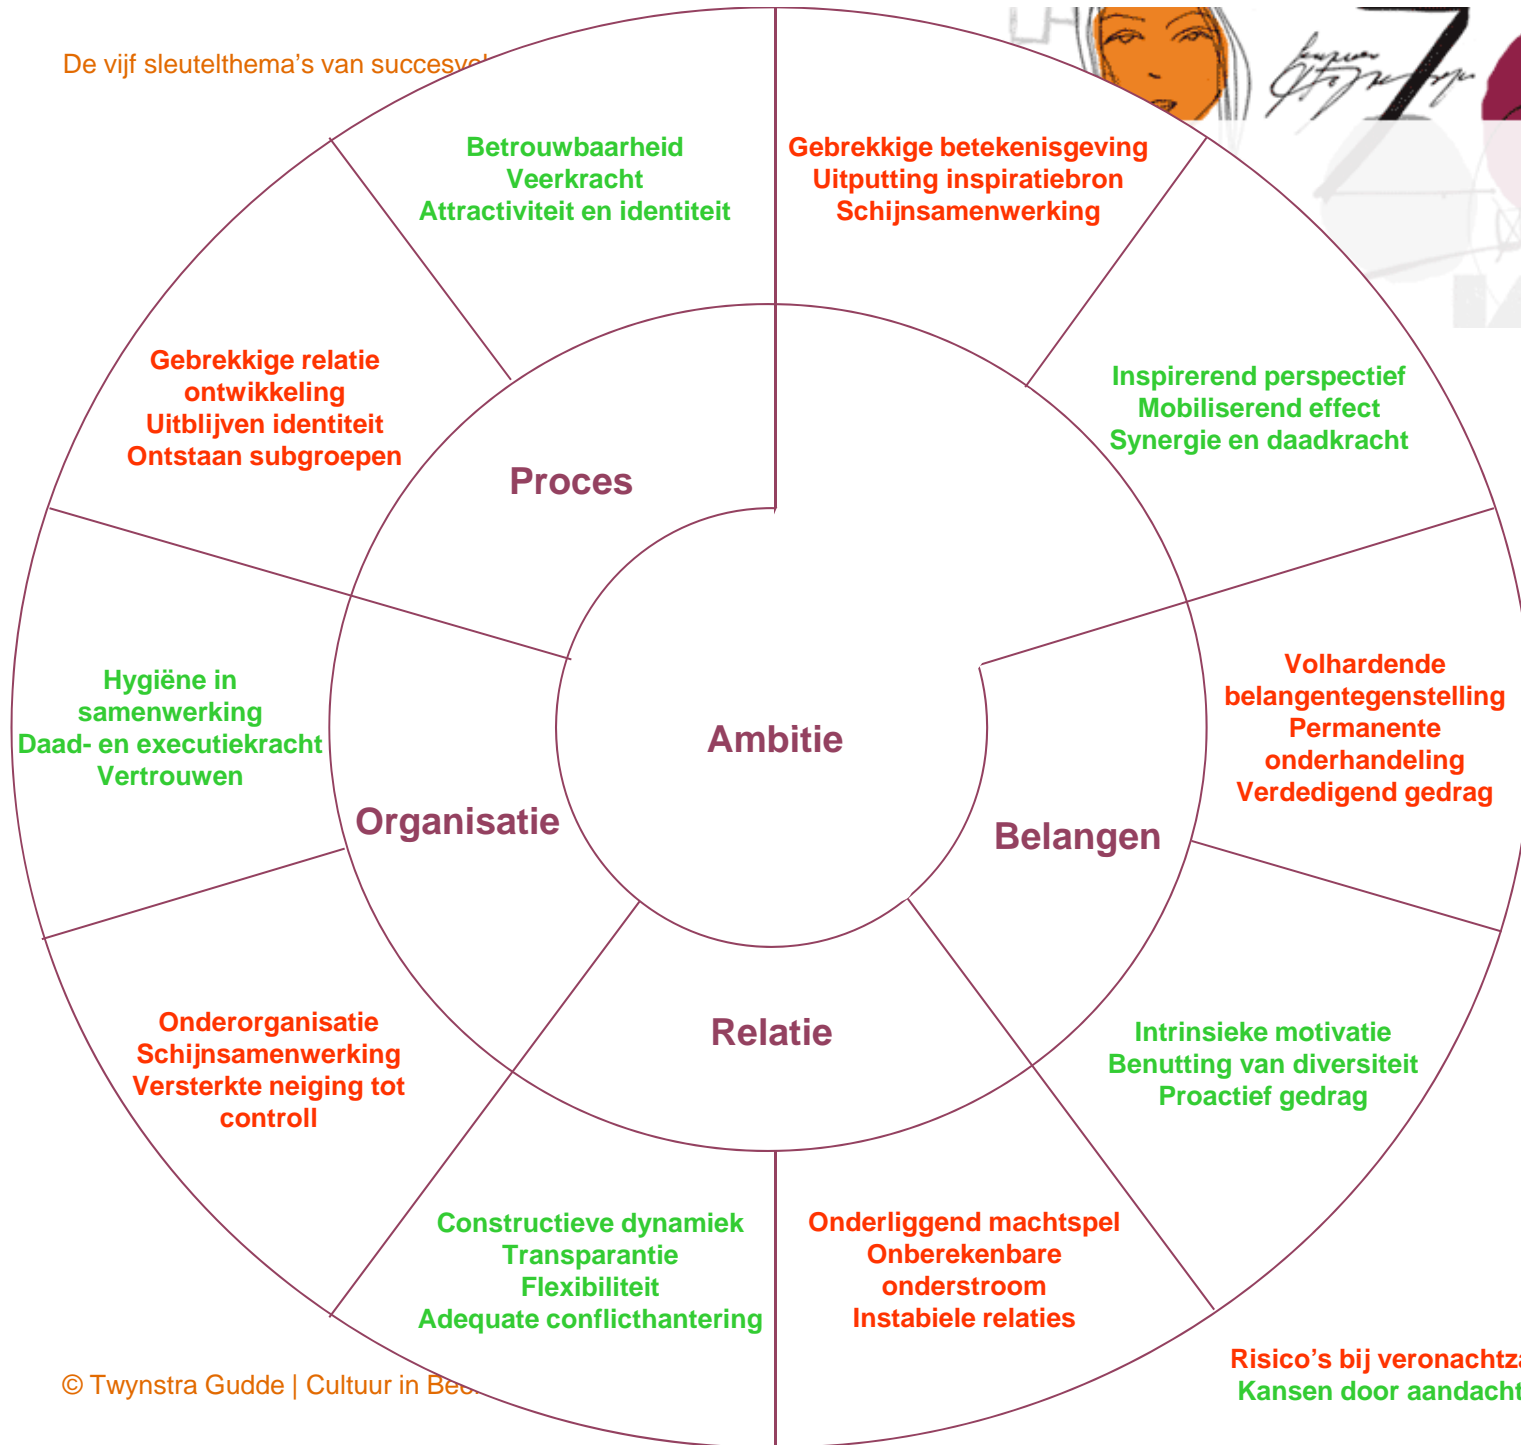 De vijf sleutelthema's van
Betrouwbaarheid
Veerkracht
Attractiviteit en identiteit
Gebrekkige betekenisgeving
Uitputting inspiratiebron
Schijnsamenwerking
Inspirerend perspectief
Mobiliserend effect
Synergie en daadkracht
Gebrekkige relatie
ontwikkeling
Uitblijven identiteit
Ontstaan subgroepen
Proces
Hygiëne in
samenwerking
Daad- en executiekracht
Vertrouwen
Organisatie
Ambitie
Belangen
Relatie
Volhardende
belangentegenstelling
Permanente
onderhandeling
Verdedigend gedrag
Intrinsieke motivatie
Benutting van diversiteit
Proactief gedrag
Onderorganisatie
Schijnsamenwerking
Versterkte neiging tot
controll
Constructieve dynamiek
Transparantie
Flexibiliteit
Adequate conflicthantering
Onderliggend machtspel
Onberekenbare
onderstroom
Instabiele relaties
Risico's bij
Kansen door aandacht
© Twynstra Gudde | Cultuur in